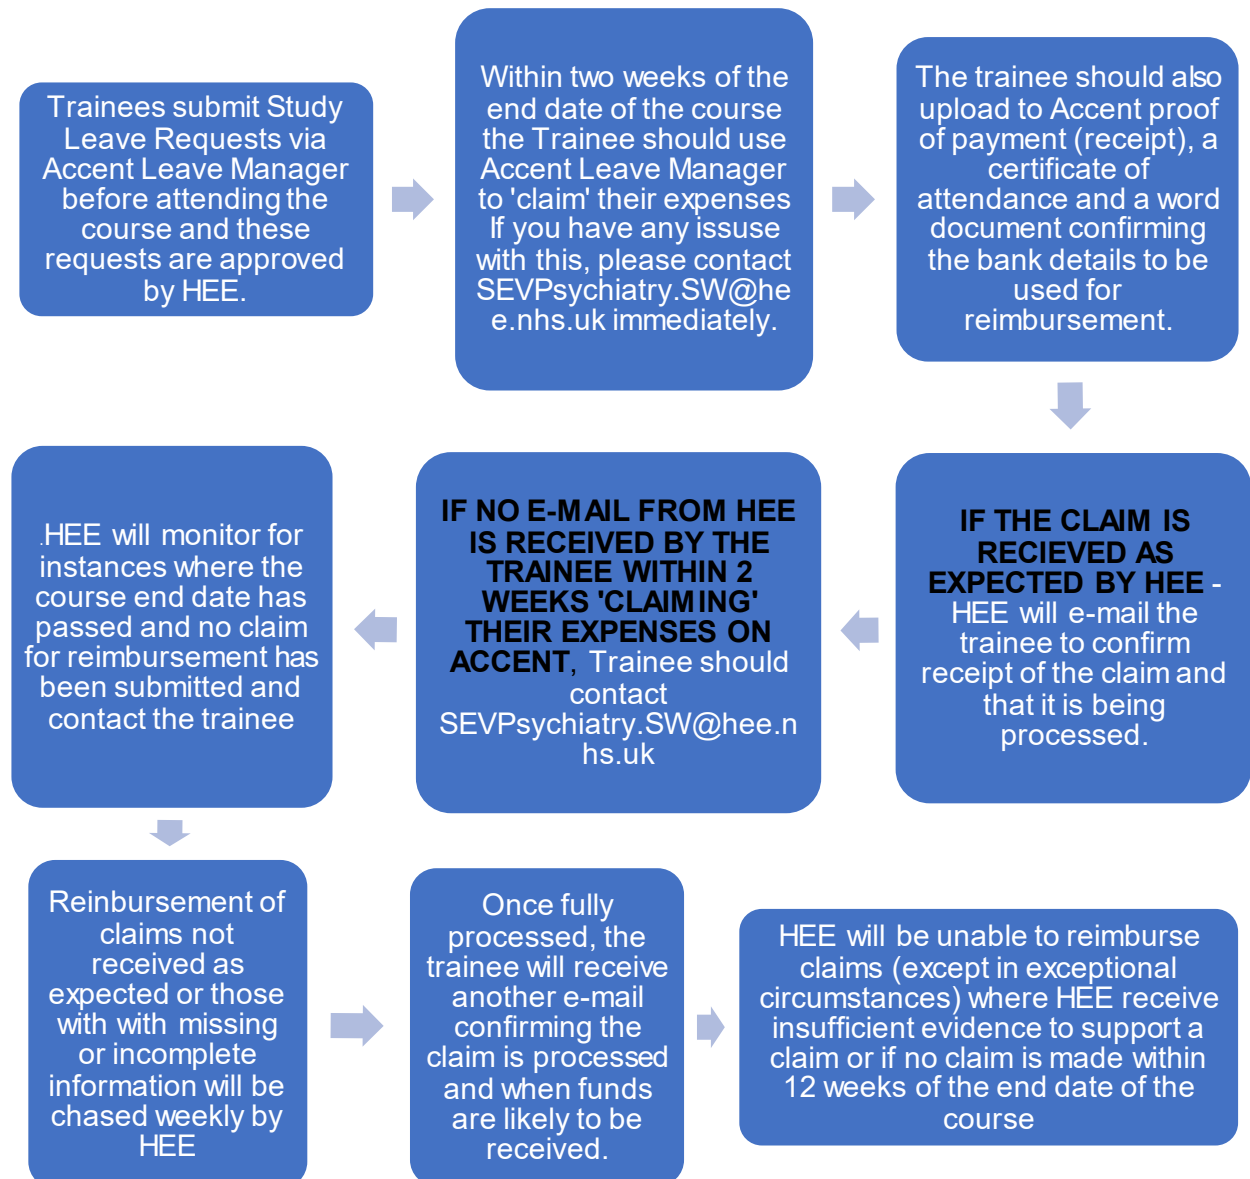 Trainees submit Study
Leave Requests via
Accent Leave Manager
before attending the
course and these
requests are approved
by HEE.
Within two weeks of the
end date of the course
the Trainee should use
Accent Leave Manager
to 'claim' their expenses
If you have any issuse
with this, please contact
SEVPsychiatry.SW@he
e.nhs.uk immediately.
The trainee should also
upload to Accent proof
of payment (receipt), a
certificate of
attendance and a word
document confirming
the bank details to be
used for
reimbursement.
IF THE CLAIM IS
RECIEVED AS
EXPECTED BY HEE -
HEE will e-mail the
trainee to confirm
receipt of the claim and
that it is being
processed.
IF NO E-MAIL FROM HEE
IS RECEIVED BY THE
TRAINEE WITHIN 2
WEEKS 'CLAIMING'
THEIR EXPENSES ON
ACCENT, Trainee should
contact
SEVPsychiatry.SW@hee.n
hs.uk
.HEE will monitor for
instances where the
course end date has
passed and no claim
for reimbursement has
been submitted and
contact the trainee
Reinbursement of
claims not
received as
expected or those
with with missing
or incomplete
information will be
chased weekly by
HEE
Once fully
processed, the
trainee will receive
another e-mail
confirming the
claim is processed
and when funds
are likely to be
received.
HEE will be unable to reimburse
claims (except in exceptional
circumstances) where HEE receive
insufficient evidence to support a
claim or if no claim is made within
12 weeks of the end date of the
course